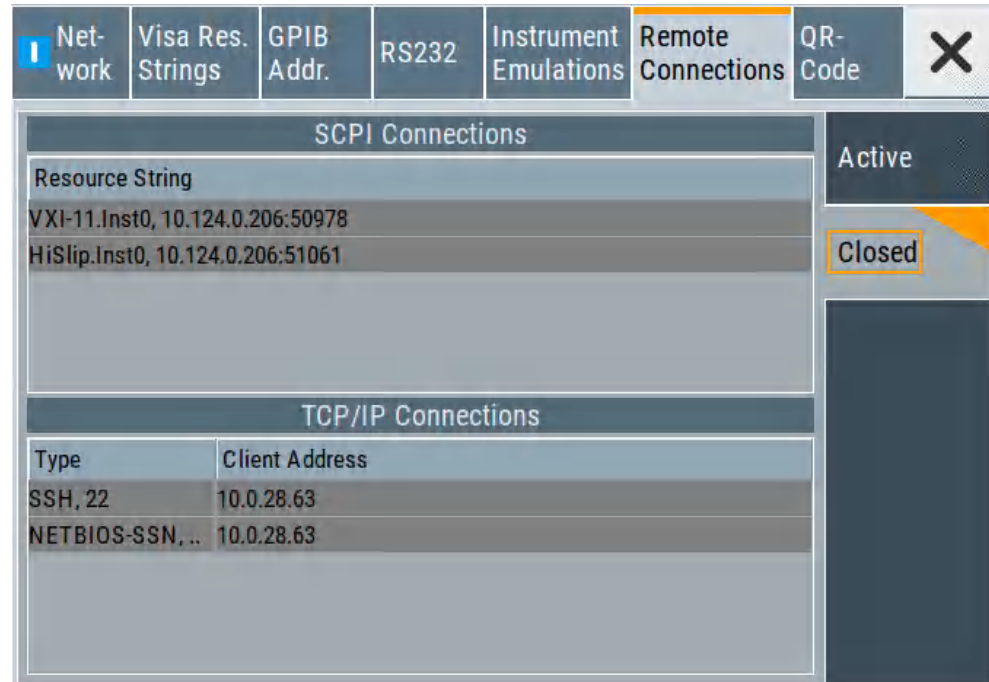 Net-
work
Visa Res.
Strings
GPIB
Addr.
RS232
Instrument
Emulations
Remote
Connections
QR-
Code
SCPI Connections
Resource String
VXI-11.Inst0, 10.124.0.206:50978
HiSlip.Inst0, 10.124.0.206:51061
Active
Closed
TCP/IP Connections
Type Client Address
SSH, 22 10.0.28.63
NETBIOS-SSN, .. 10.0.28.63